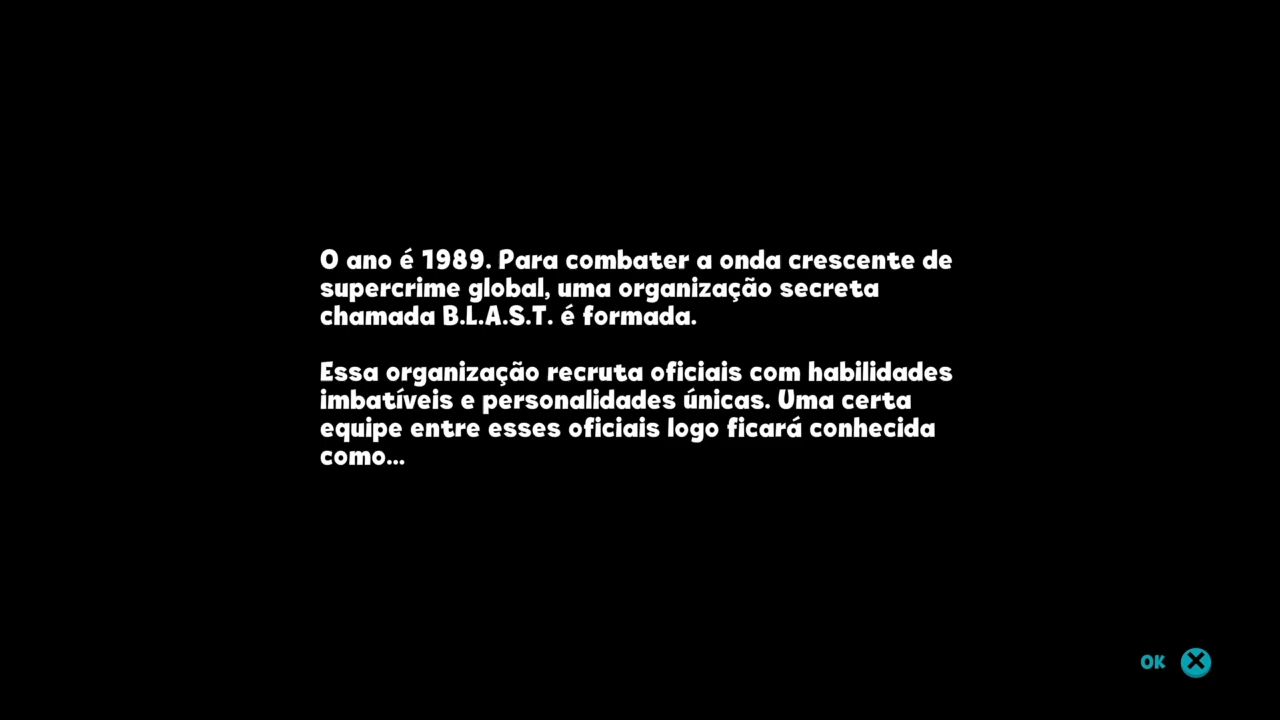 O ano é 1989. Para combater a onda crescente de
supercrime global, uma organização secreta
chamada B.L.A.S.T. é formada.
Essa organização recruta oficiais com habilidades
imbatíveis e personalidades únicas. Uma certa
equipe entre esses oficiais logo ficará conhecida
como...
OK